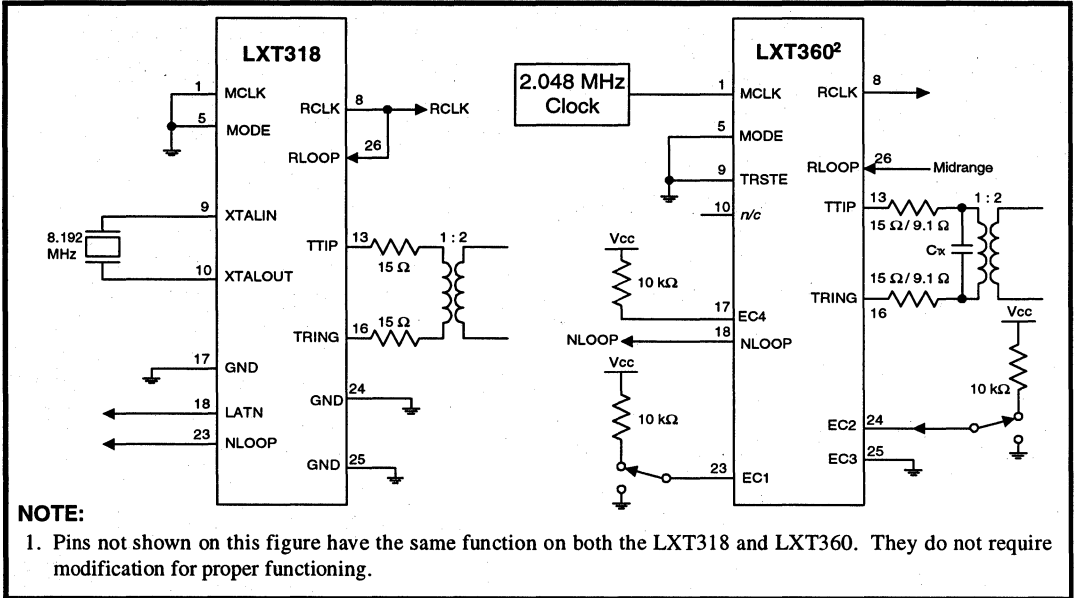 LXT318
1 MCLK
5 MODE
RCLK 8
RCLK
RLOOP 26
9 XTALIN
8.192 MHz
10 XTALOUT
TTIP 13
15 Ω
1 : 2
TRING 16
15 Ω
17 GND
GND 24
18 LATN
23 NLOOP
GND 25
LXT360²
2.048 MHz
Clock
1 MCLK
RCLK 8
5 MODE
9 TRSTE
RLOOP 26
Midrange
10 n/c
TTIP 13
15 Ω / 9.1 Ω
1 : 2
CTX
Vcc
10 kΩ
15 Ω / 9.1 Ω
TRING 16
17 EC4
Vcc
NLOOP
18 NLOOP
Vcc
10 kΩ
10 kΩ
EC2 24
EC3 25
23 EC1
NOTE:
1. Pins not shown on this figure have the same function on both the LXT318 and LXT360. They do not require
modification for proper functioning.